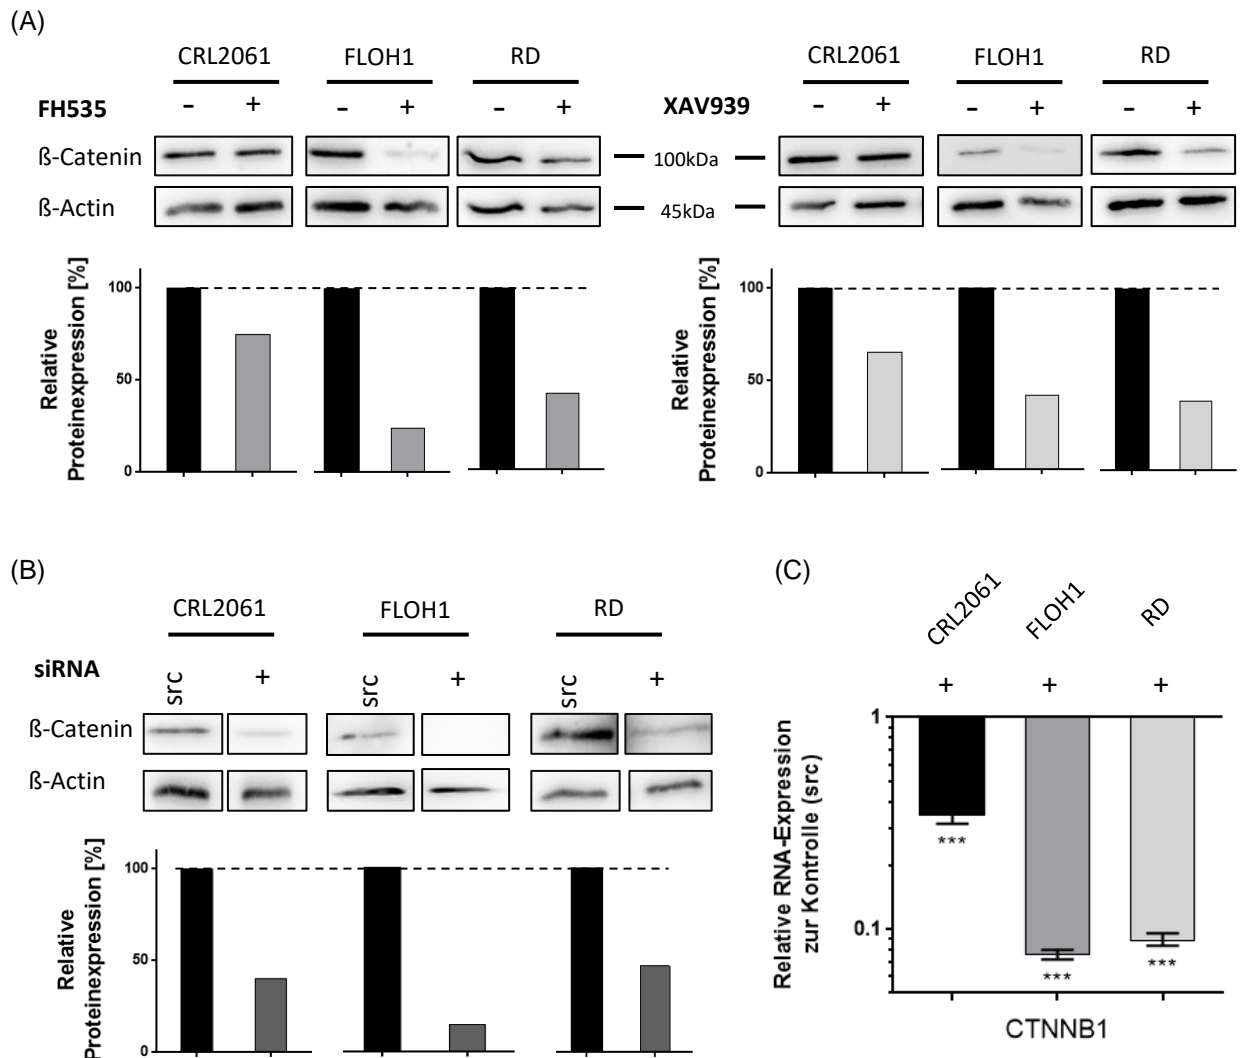 (A)
CRL2061 FLOH1 RD
FH535 - + - + - +
ß-Catenin
ß-Actin
100kDa
45kDa
CRL2061 FLOH1 RD
XAV939 - + - + - +
Relative
Proteinexpression [%]
100
50
0
Relative
Proteinexpression [%]
100
50
0
(B)
CRL2061 FLOH1 RD
siRNA src + src + src +
ß-Catenin
ß-Actin
Relative
Proteinexpression [%]
100
50
0
(C)
CRL2061 FLOH1 RD
+ + +
Relative RNA-Expression
zur Kontrolle (src)
1
0.1
*** *** ***
CTNNB1